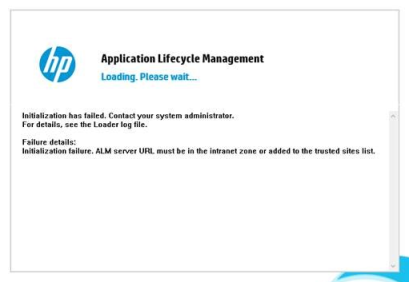 hp
Application Lifecycle Management
Loading. Please wait...
Initialization has failed. Contact your system administrator.
For details, see the Loader log file.
Failure details:
Initialization failure. ALM server URL must be in the intranet zone or added to the trusted sites list.